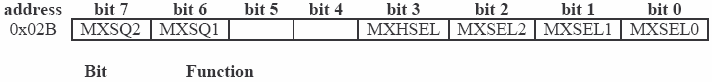 address bit 7 bit 6 bit 5 bit 4 bit 3 bit 2 bit 1 bit 0
0x02B MXSQ2 MXSQ1 MXHSEL MXSEL2 MXSEL1 MXSEL0
Bit Function